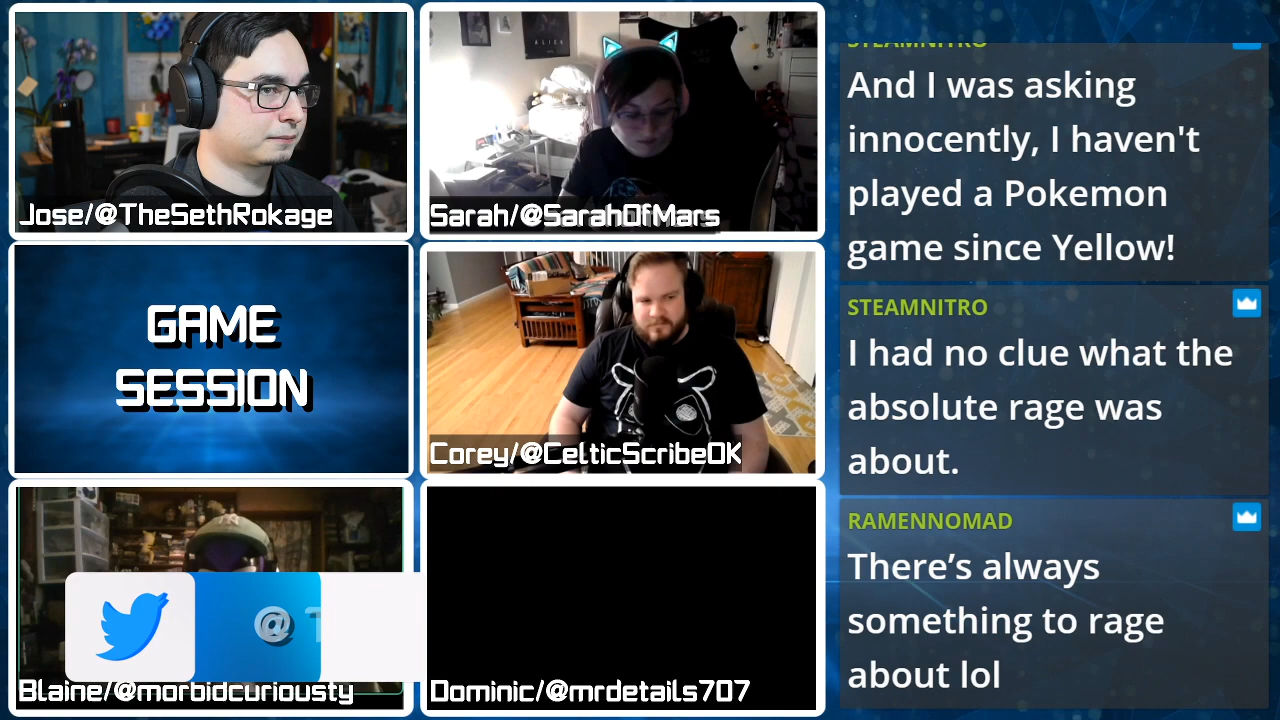 Jose/@TheSethRokage
ALIEN
Sarah/@SarahOfMars
GAME
SESSION
Corey/@CelticScribeOK
@T
Blaine/@morbidcuriousty
Dominic/@mrdetails707
STEAMNITRO
And I was asking
innocently, I haven't
played a Pokemon
game since Yellow!
STEAMNITRO
I had no clue what the
absolute rage was
about.
RAMENNOMAD
There’s always
something to rage
about lol